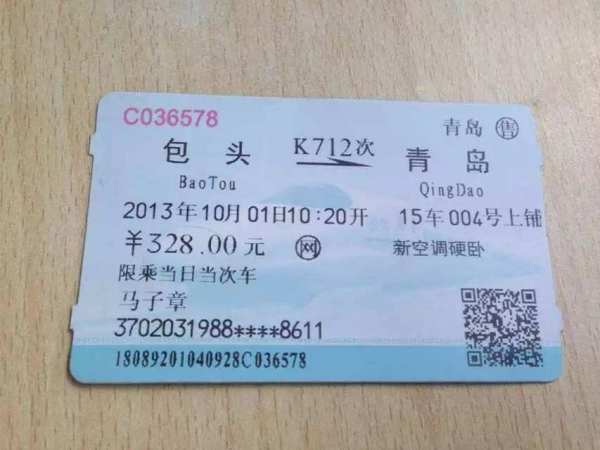 C036578
青岛 售
包头 K712次 青岛
BaoTou QingDao
2013年10月01日10:20开 15车004号上铺
¥328.00元 网 新空调硬卧
限乘当日当次车
马子章
3702031988****8611
18089201040928C036578